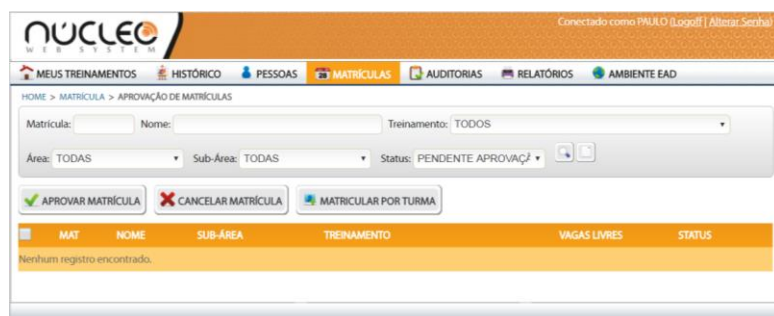 Conectado como PAULO (Logoff | Alterar Senha)
NÚCLEO
WEB SYSTEM
MEUS TREINAMENTOS HISTÓRICO PESSOAS MATRÍCULAS AUDITORIAS RELATÓRIOS AMBIENTE EAD
HOME > MATRÍCULA > APROVAÇÃO DE MATRÍCULAS
Matrícula: Nome: Treinamento: TODOS
Área: TODAS Sub-Área: TODAS Status: PENDENTE APROVAÇÃ
APROVAR MATRÍCULA CANCELAR MATRÍCULA MATRICULAR POR TURMA
MAT NOME SUB-ÁREA TREINAMENTO VAGAS LIVRES STATUS
Nenhum registro encontrado.